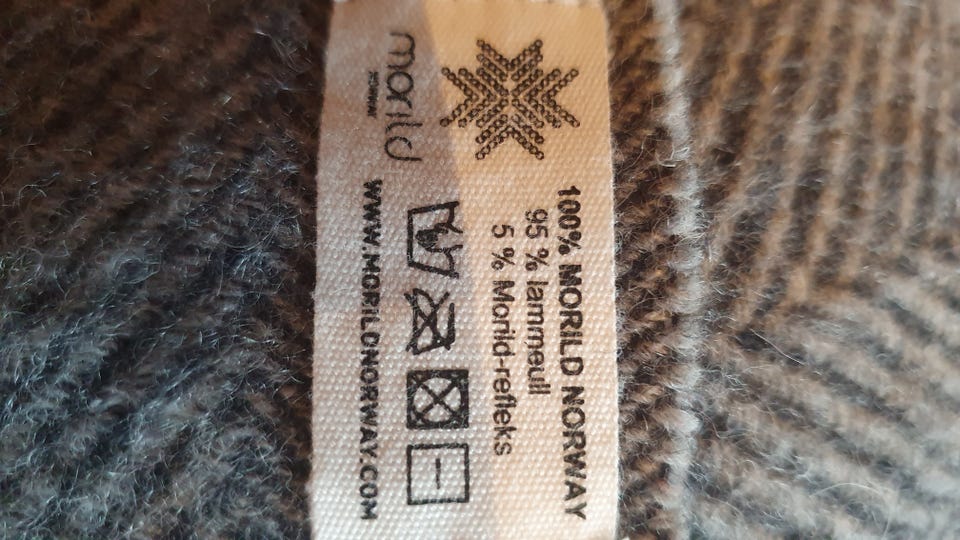 morild
NORWAY
100% MORILD NORWAY
95 % lammeull
5 % Morild-refleks
WWW.MORILDNORWAY.COM